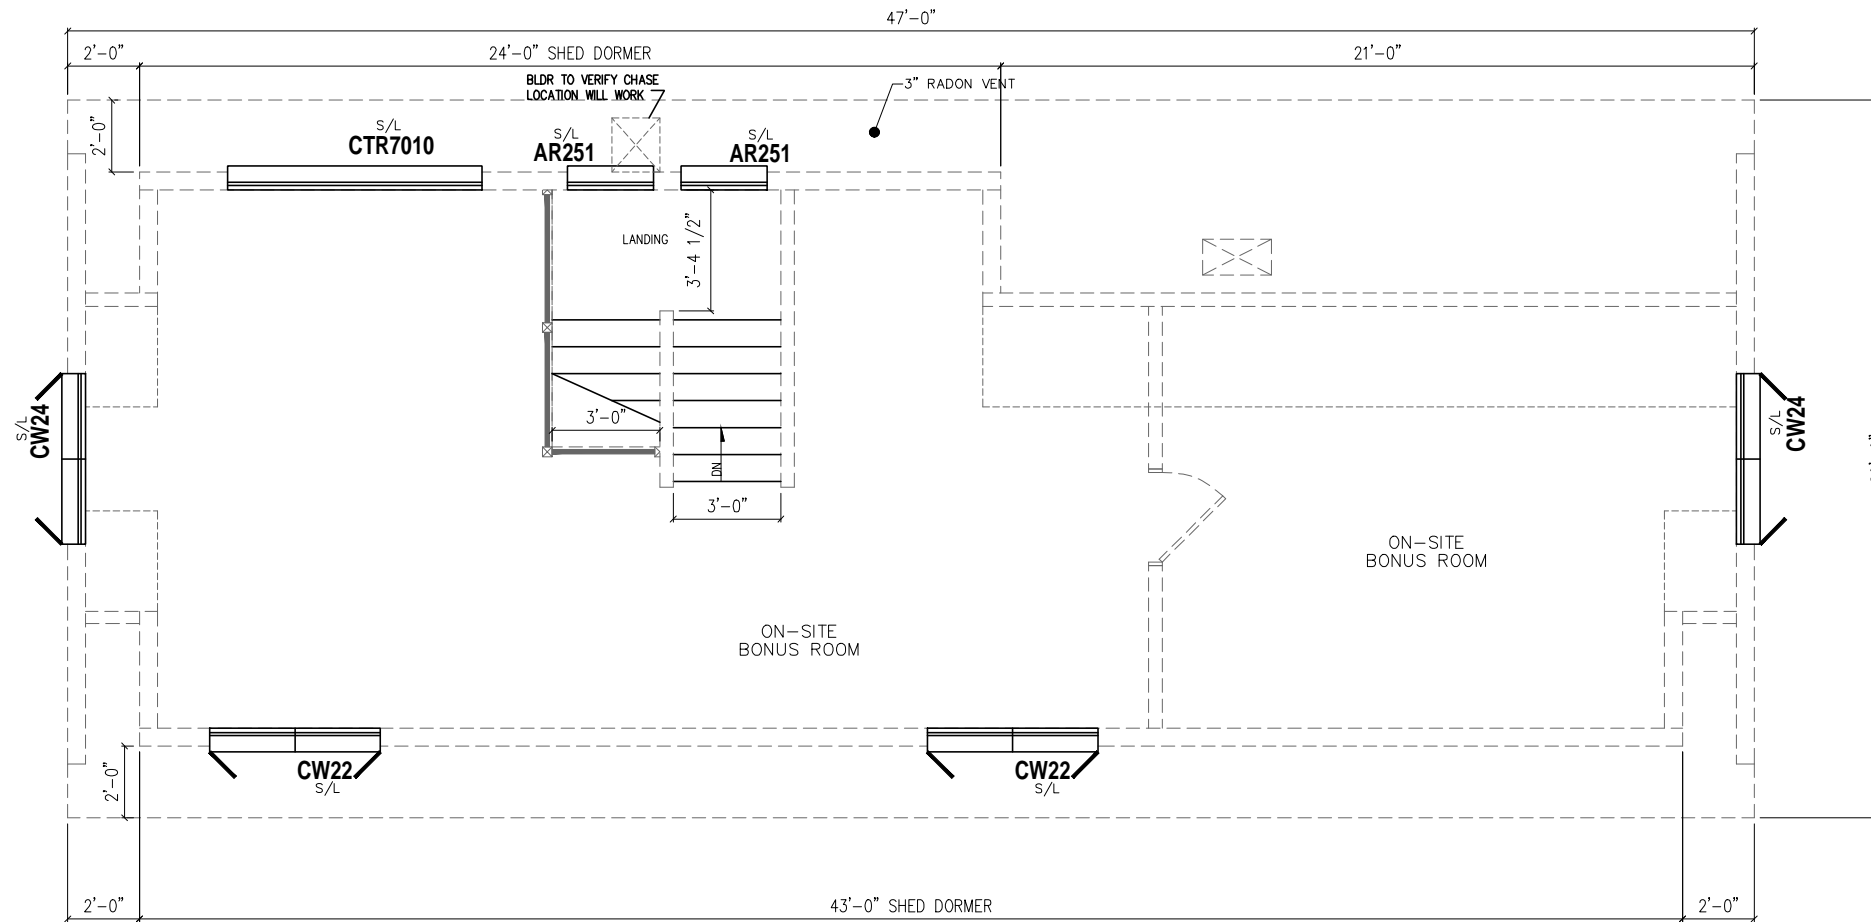 47'-0"
2'-0"
24'-0" SHED DORMER
21'-0"
BLDR TO VERIFY CHASE
LOCATION WILL WORK
3" RADON VENT
2'-0"
S/L
CTR7010
S/L
AR251
S/L
AR251
LANDING
3'-4 1/2"
S/L
CW24
S/L
CW24
3'-0"
DN
3'-0"
ON-SITE
BONUS ROOM
ON-SITE
BONUS ROOM
2'-0"
CW22
S/L
CW22
S/L
2'-0"
43'-0" SHED DORMER
2'-0"